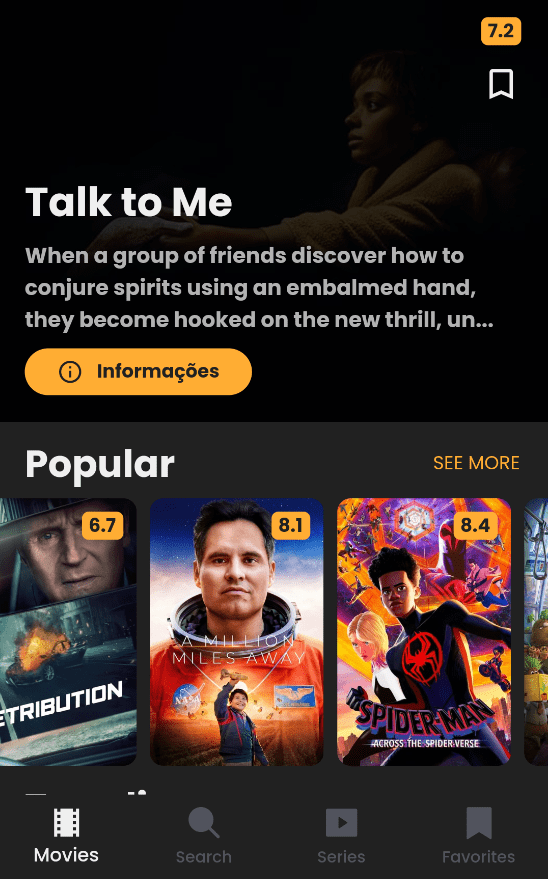 7.2
Talk to Me
When a group of friends discover how to
conjure spirits using an embalmed hand,
they become hooked on the new thrill, un...
Informações
Popular
SEE MORE
6.7
8.1
8.4
ETRIBUTION
A MILLION
MILES AWAY
NASA
SPIDER-MAN
ACROSS THE SPIDER-VERSE
Movies
Search
Series
Favorites